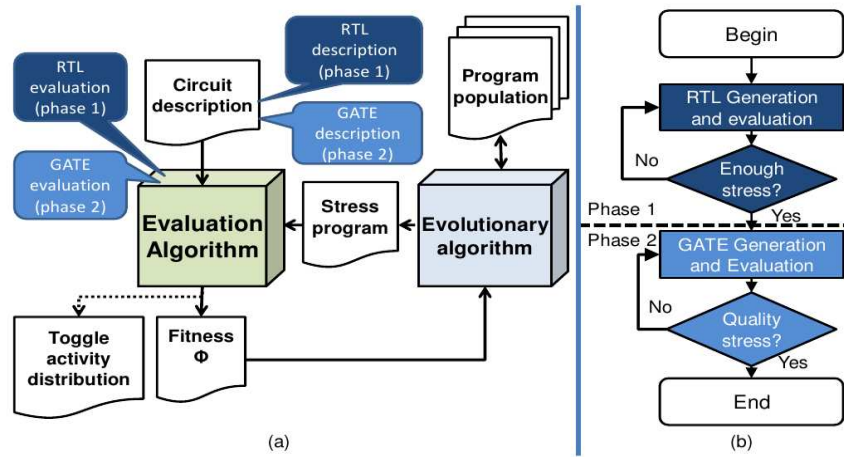 RTL
evaluation
(phase 1)
Circuit
description
RTL
description
(phase 1)
GATE
description
(phase 2)
GATE
evaluation
(phase 2)
Program
population
Evaluation
Algorithm
Stress
program
Evolutionary
algorithm
Toggle
activity
distribution
Fitness
Φ
(a)
Begin
RTL Generation
and evaluation
No
Enough
stress?
Phase 1
Yes
Phase 2
GATE Generation
and Evaluation
No
Quality
stress?
Yes
End
(b)